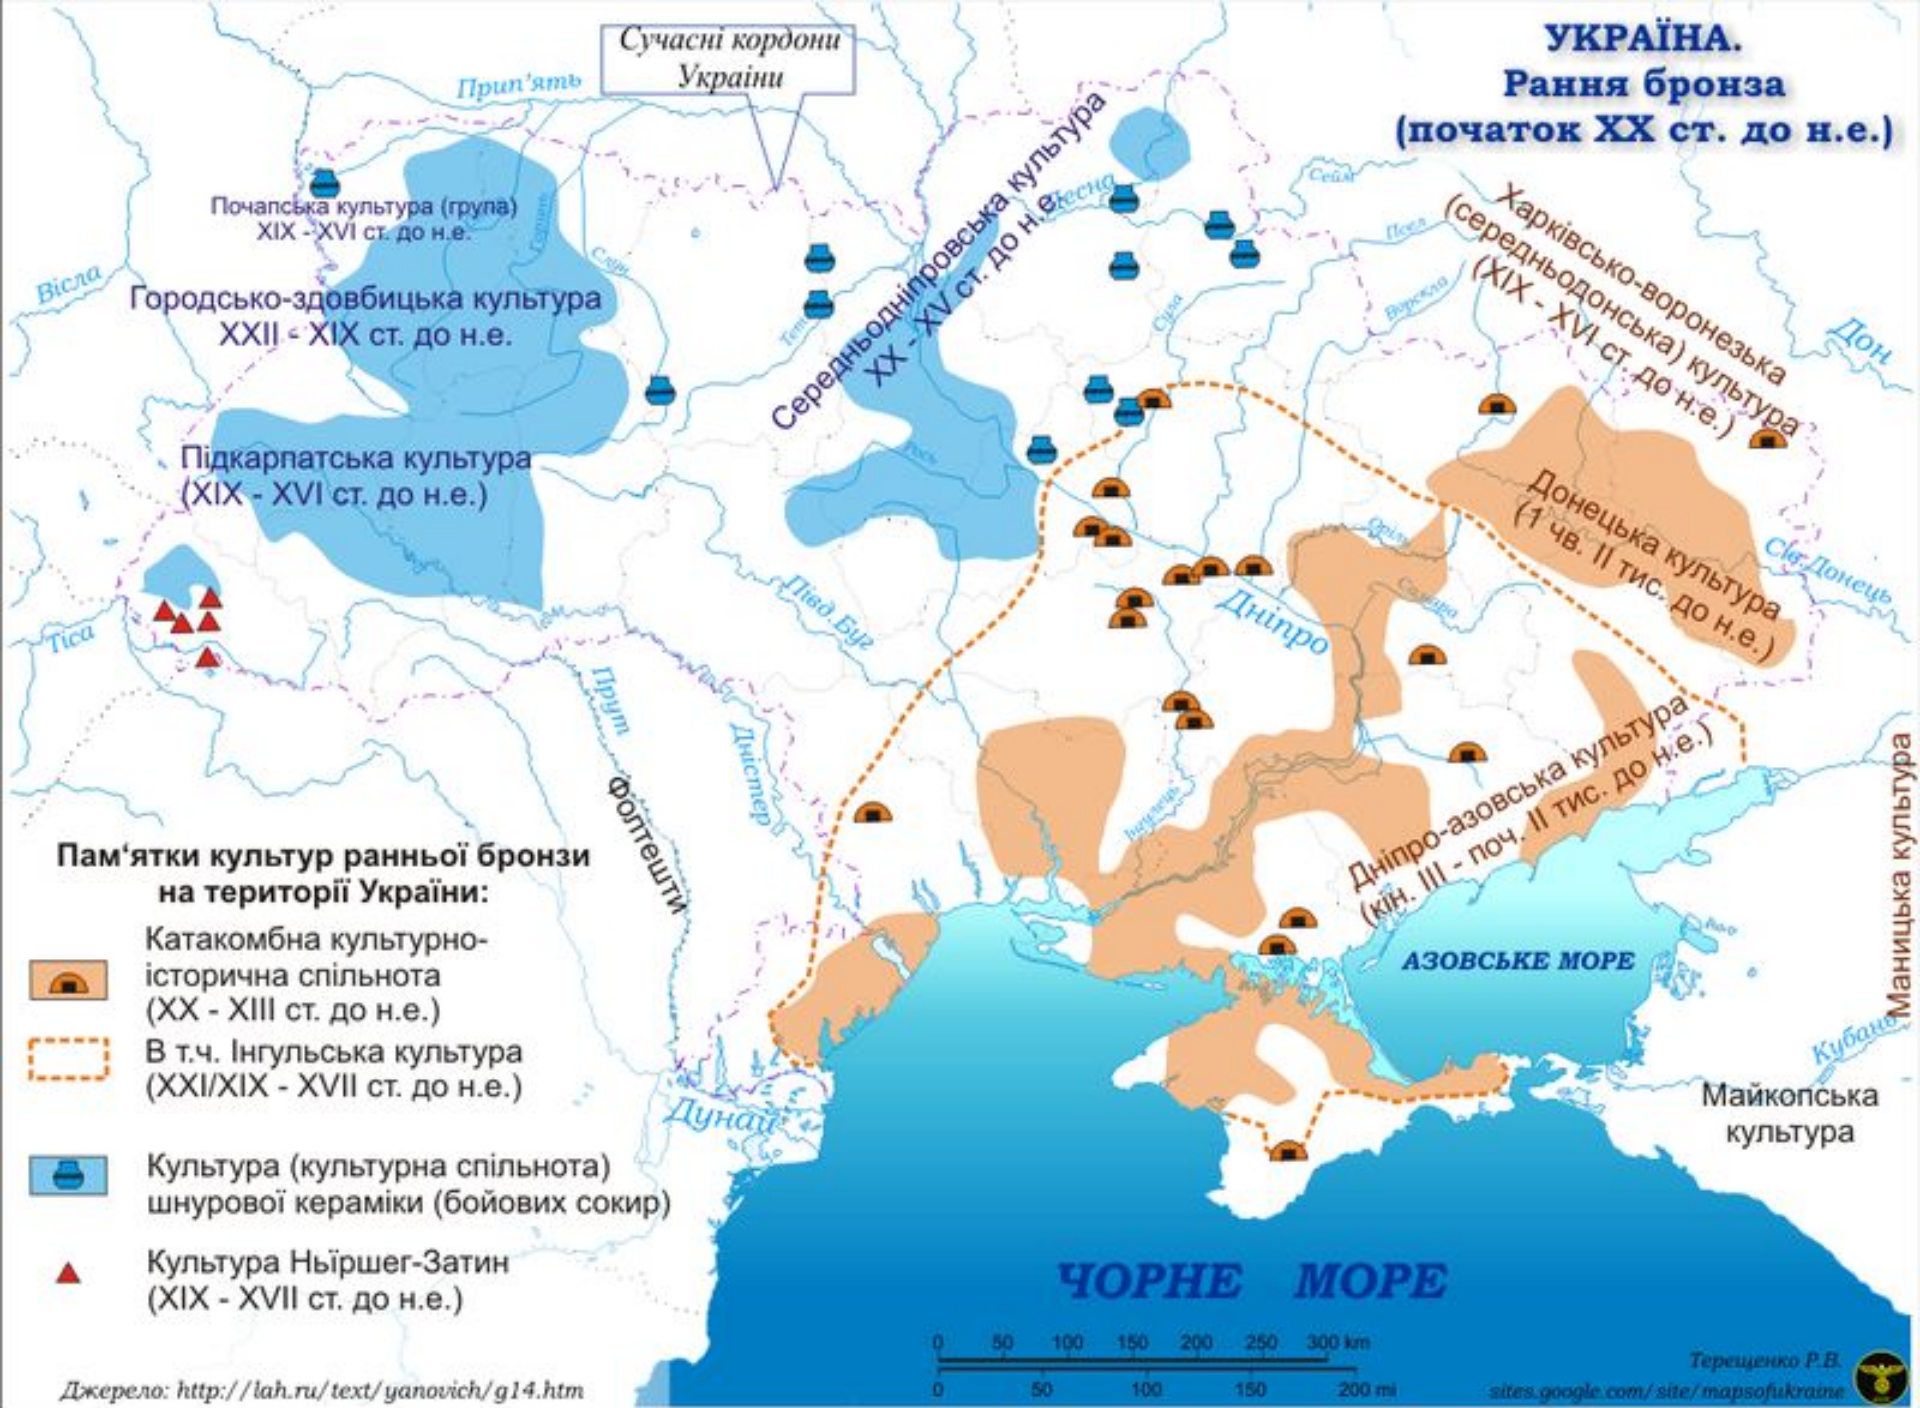 УКРАЇНА.
Рання бронза
(початок XX ст. до н.е.)
Сучасні кордони
України
Прип'ять
Десна
Сейм
Псел
Ворскла
Сула
Дон
Вісла
Горинь
Случ
Почапська культура (група)
XIX - XVI ст. до н.е.
Городсько-здовбицька культура
XXII - XIX ст. до н.е.
Підкарпатська культура
(XIX - XVI ст. до н.е.)
Середньодніпровська культура
XX - XV ст. до н.е.
Харківсько-воронезька
(середньодонська) культура
(XIX - XVI ст. до н.е.)
Донецька культура
(1 чв. II тис. до н.е.)
Сів. Донець
Рось
Оріль
Самара
Дніпро
Півд.Буг
Тіса
Прут
Дністер
Інгулець
Фолтешти
Дніпро-азовська культура
(кін. III - поч. II тис. до н.е.)
Маницька культура
АЗОВСЬКЕ МОРЕ
Кубань
Майкопська
культура
Дунай
ЧОРНЕ МОРЕ
Пам‘ятки культур ранньої бронзи
на території України:
Катакомбна культурно-
історична спільнота
(XX - XIII ст. до н.е.)
В т.ч. Інгульська культура
(XXI/XIX - XVII ст. до н.е.)
Культура (культурна спільнота)
шнурової кераміки (бойових сокир)
Культура Ньїршег-Затин
(XIX - XVII ст. до н.е.)
0 50 100 150 200 250 300 km
0 50 100 150 200 mi
Джерело: http://lah.ru/text/yanovich/g14.htm
Терещенко Р.В.
sites.google.com/site/mapsofukraine